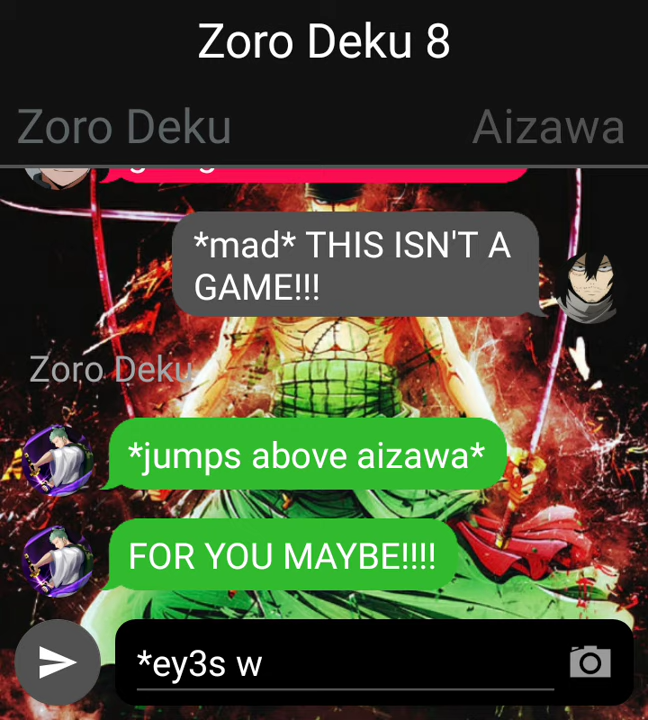 Zoro Deku 8
Zoro Deku
Aizawa
*mad* THIS ISN'T A
GAME!!!
Zoro Deku
*jumps above aizawa*
FOR YOU MAYBE!!!!
*ey3s w